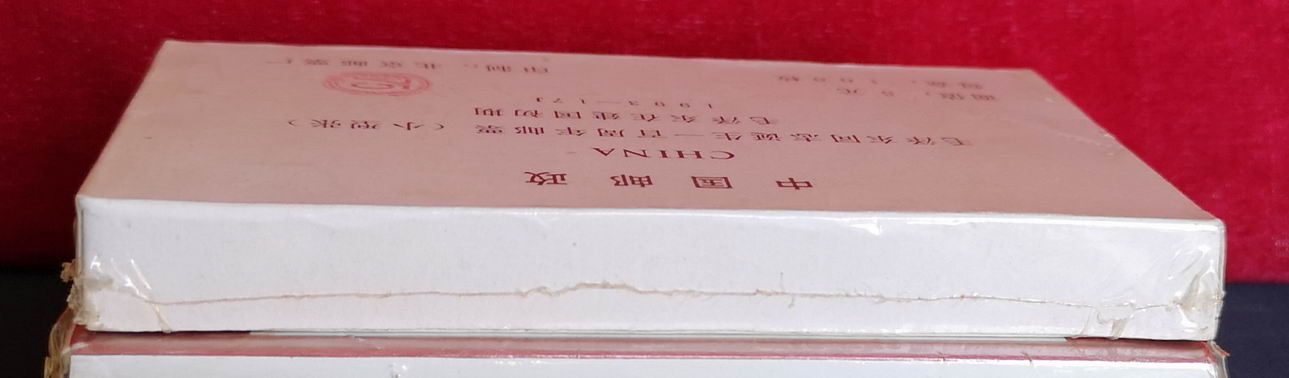 中国邮政
CHINA
毛泽东同志诞生一百周年邮票(小型张)
毛泽东在建国初期
1993-17J
面值:6元
印制:北京邮票厂